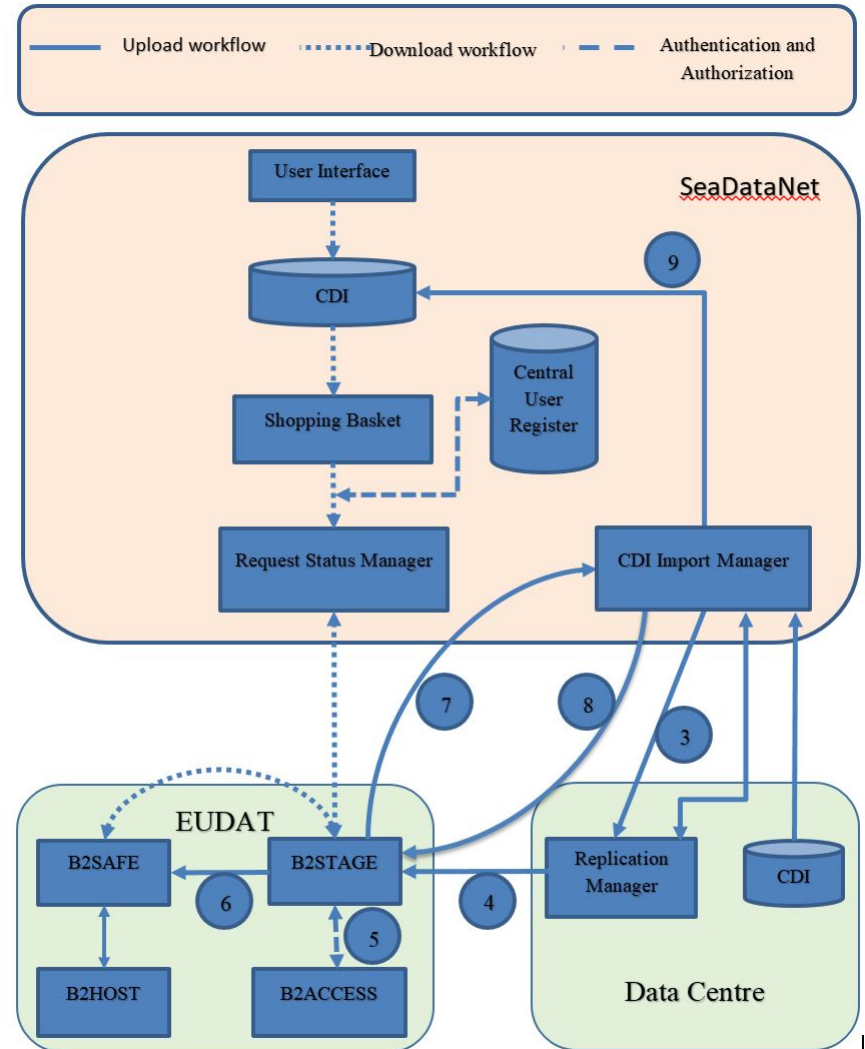 Upload workflow
Download workflow
Authentication and
Authorization
User Interface
SeaDataNet
9
CDI
Central
User
Register
Shopping Basket
Request Status Manager
CDI Import Manager
7
8
3
EUDAT
B2SAFE
B2STAGE
Replication
Manager
CDI
6
4
5
B2HOST
B2ACCESS
Data Centre